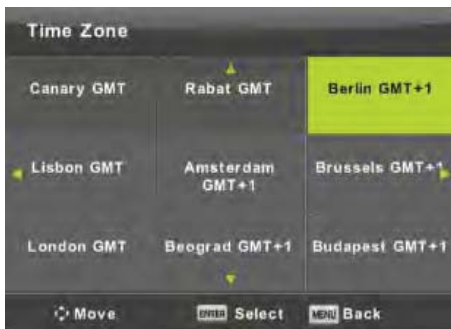 Time Zone
Canary GMT
Rabat GMT
Berlin GMT+1
Lisbon GMT
Amsterdam
GMT+1
Brussels GMT+1
London GMT
Beograd GMT+1
Budapest GMT+1
Move
ENTER Select
MENU Back